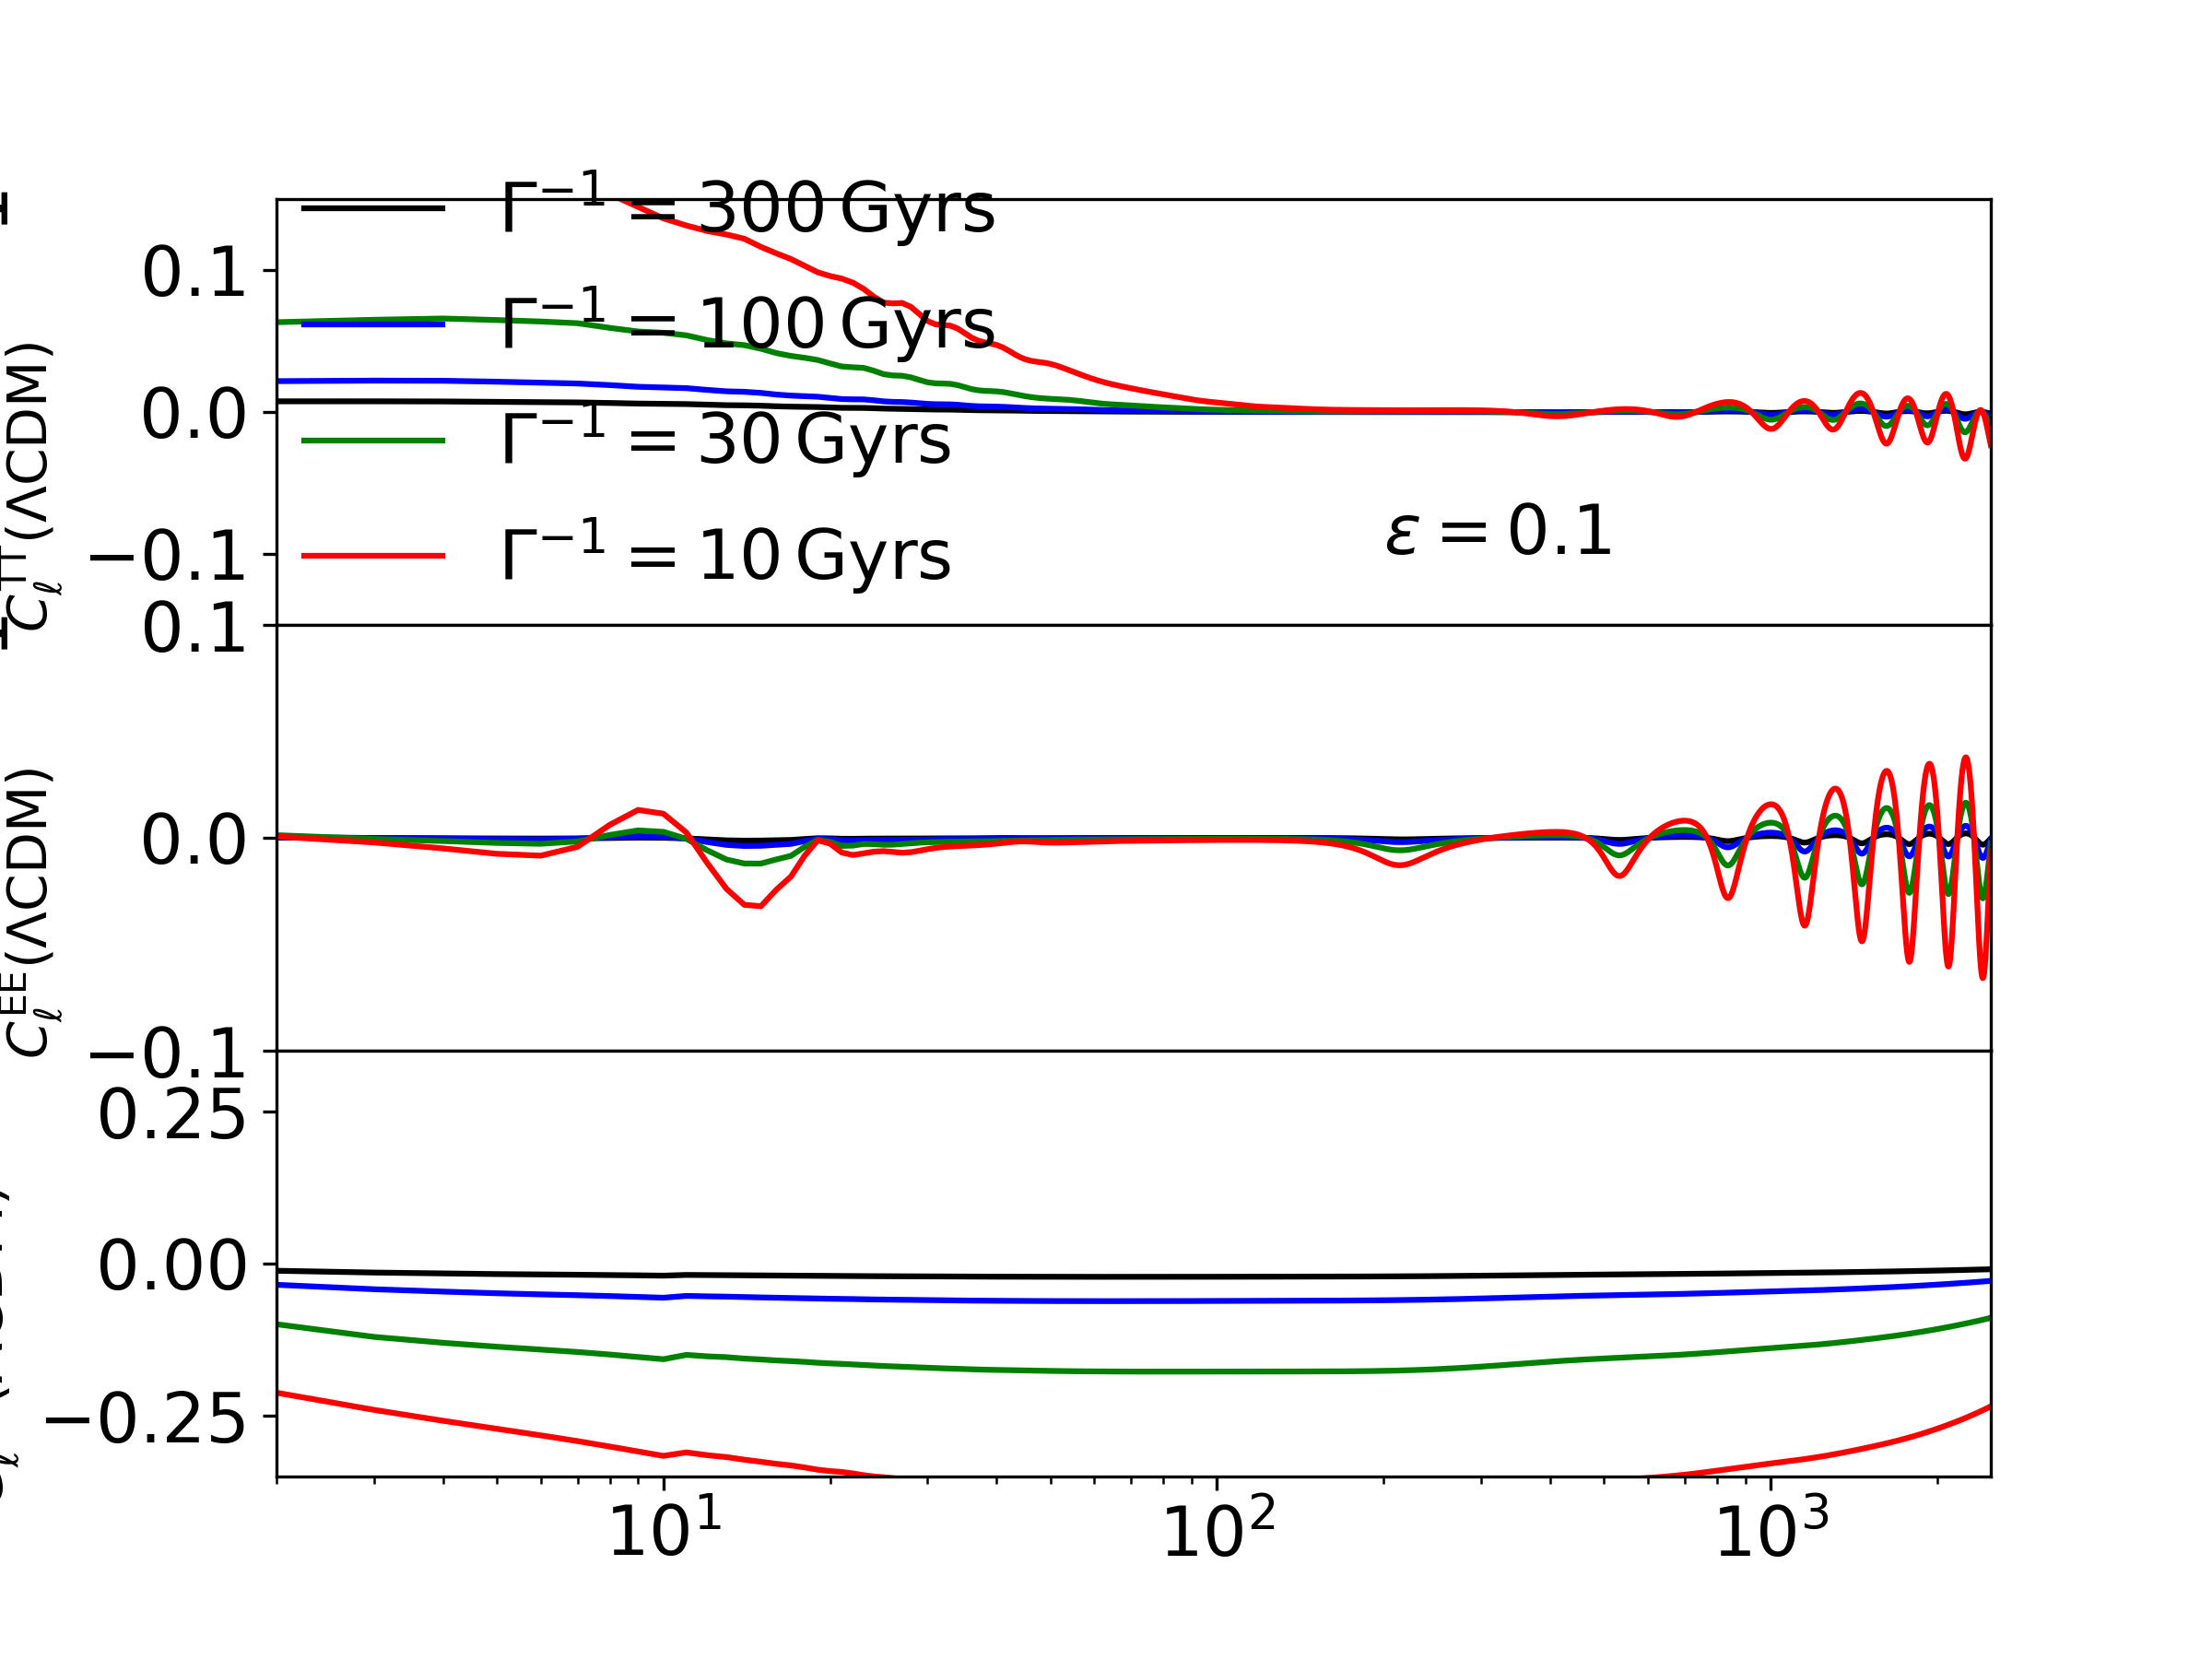 Γ⁻¹ = 300 Gyrs
Γ⁻¹ = 100 Gyrs
Γ⁻¹ = 30 Gyrs
Γ⁻¹ = 10 Gyrs
ε = 0.1
0.1
0.0
−0.1
C_ℓ^TT(ΛCDM)
0.1
0.0
−0.1
C_ℓ^EE(ΛCDM)
0.25
0.00
−0.25
10¹ 10² 10³